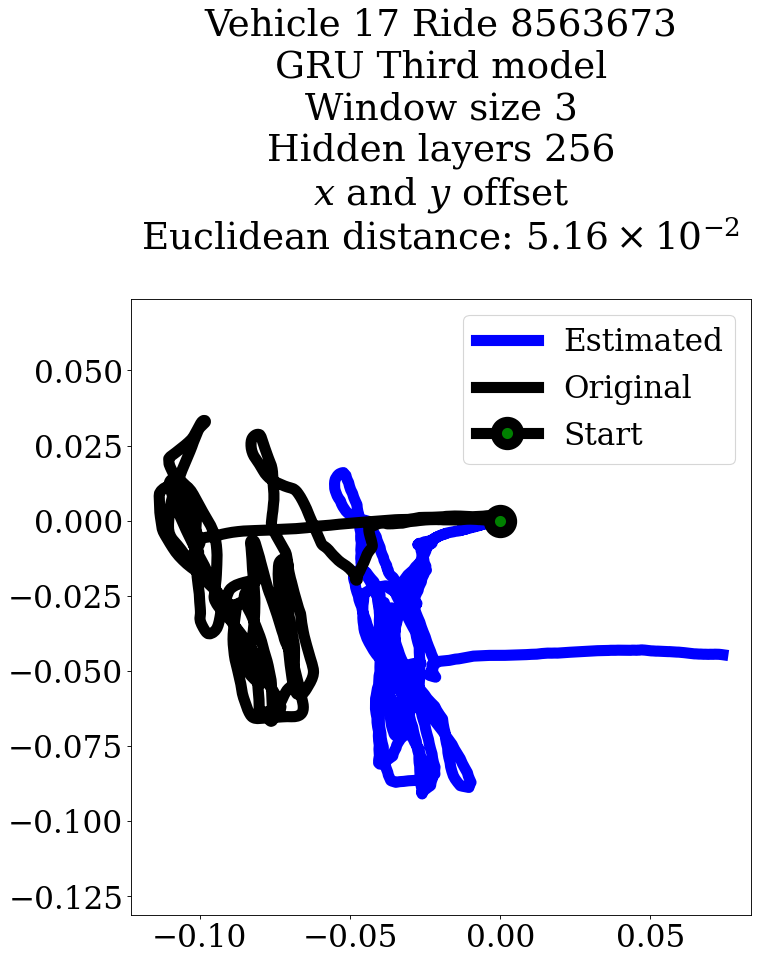 Vehicle 17 Ride 8563673
GRU Third model
Window size 3
Hidden layers 256
x and y offset
Euclidean distance: 5.16 × 10⁻²
Estimated
Original
Start
0.050
0.025
0.000
−0.025
−0.050
−0.075
−0.100
−0.125
−0.10
−0.05
0.00
0.05